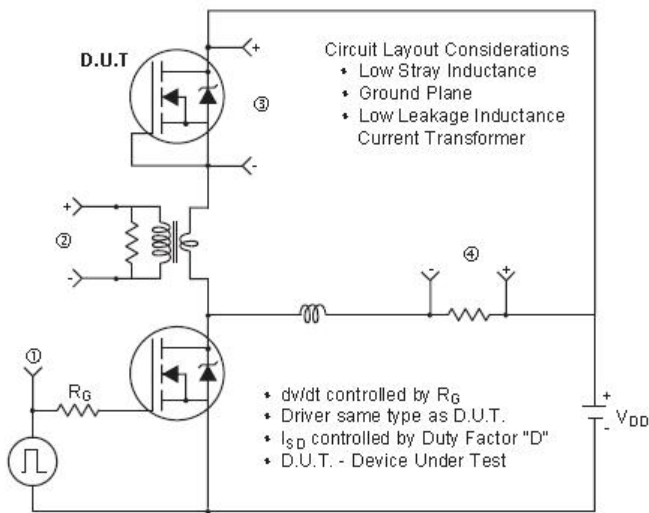 D.U.T
+
-
③
Circuit Layout Considerations
• Low Stray Inductance
• Ground Plane
• Low Leakage Inductance
Current Transformer
+
②
-
④
-
+
①
RG
• dv/dt controlled by RG
• Driver same type as D.U.T.
• ISD controlled by Duty Factor "D"
• D.U.T. - Device Under Test
+
-
VDD